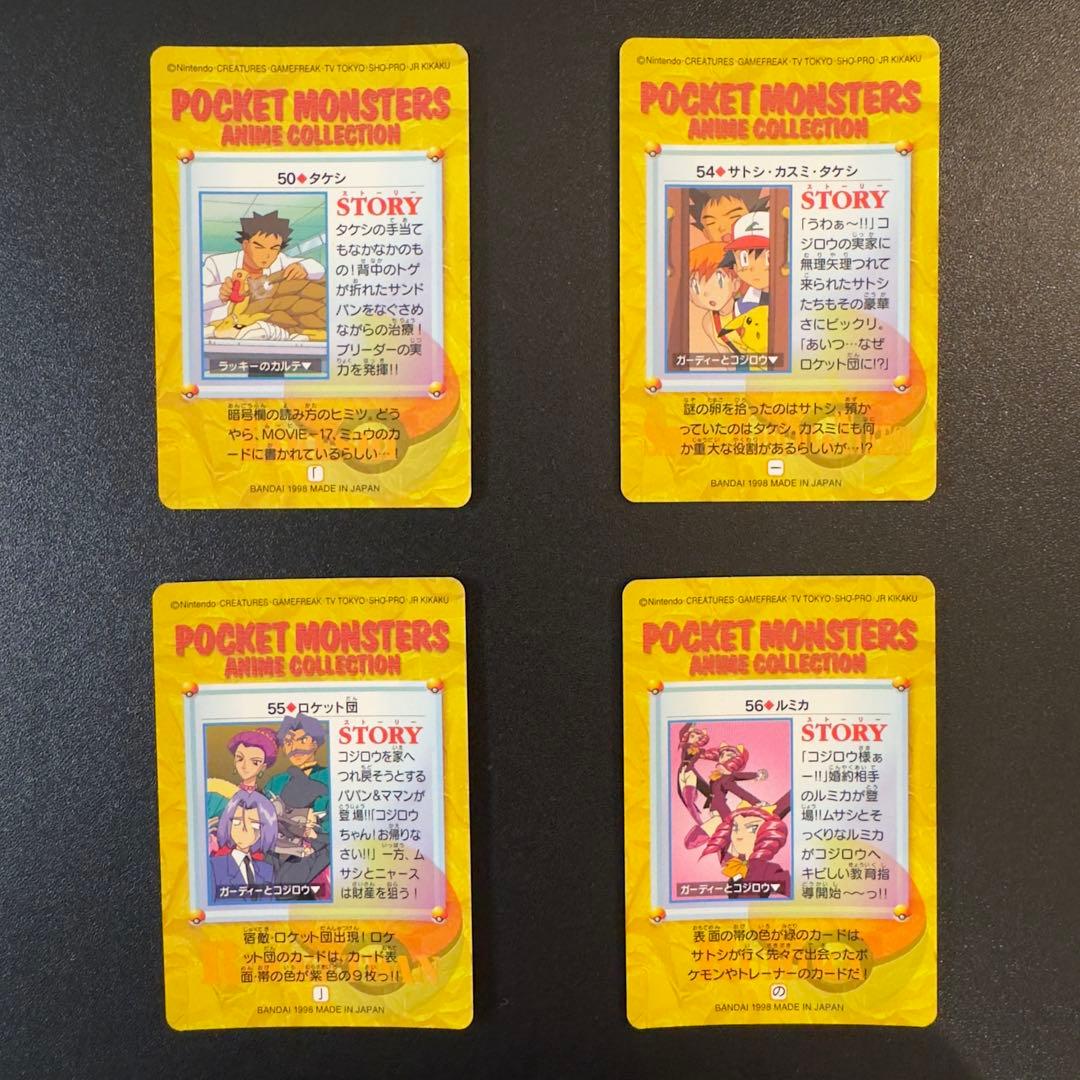 ©Nintendo·CREATURES·GAMEFREAK·TV TOKYO·SHO-PRO·JR KIKAKU
POCKET MONSTERS
ANIME COLLECTION
50◆タケシ
ストーリー
STORY
タケシの手当て
もなかなかのも
の!背中のトゲ
が折れたサンド
パンをなぐさめ
ながらの治療!
ブリーダーの実
力を発揮!!
ラッキーのカルテ▼
暗号欄の読み方のヒミツ。どう
やら、MOVIE-17、ミュウのカ
ードに書かれているらしい…!
「
BANDAI 1998 MADE IN JAPAN
©Nintendo·CREATURES·GAMEFREAK·TV TOKYO·SHO-PRO·JR KIKAKU
POCKET MONSTERS
ANIME COLLECTION
54◆サトシ・カスミ・タケシ
ストーリー
STORY
「うわぁ〜!!」コ
ジロウの実家に
無理矢理つれて
来られたサトシ
たちもその豪華
さにビックリ。
「あいつ…なぜ
ロケット団に!?」
ガーディーとコジロウ▼
謎の卵を拾ったのはサトシ、預か
っていたのはタケシ。カスミにも何
か重大な役割があるらしいが…!?
ー
BANDAI 1998 MADE IN JAPAN
©Nintendo·CREATURES·GAMEFREAK·TV TOKYO·SHO-PRO·JR KIKAKU
POCKET MONSTERS
ANIME COLLECTION
55◆ロケット団
ストーリー
STORY
コジロウを家へ
つれ戻そうとする
パパン&ママンが
登場!!「コジロウ
ちゃん!お帰りな
さい!!」一方、ム
サシとニャース
は財産を狙う!
ガーディーとコジロウ▼
宿敵・ロケット団出現!ロケ
ット団のカードは、カード表
面・帯の色が紫色の9枚っ!!
」
BANDAI 1998 MADE IN JAPAN
©Nintendo·CREATURES·GAMEFREAK·TV TOKYO·SHO-PRO·JR KIKAKU
POCKET MONSTERS
ANIME COLLECTION
56◆ルミカ
ストーリー
STORY
「コジロウ様ぁ
ー!!」婚約相手
のルミカが登
場!!ムサシとそ
っくりなルミカ
がコジロウへ
キビしい教育指
導開始〜〜っ!!
ガーディーとコジロウ▼
表面の帯の色が緑のカードは、
サトシが行く先々で出会ったポ
ケモンやトレーナーのカードだ!
の
BANDAI 1998 MADE IN JAPAN